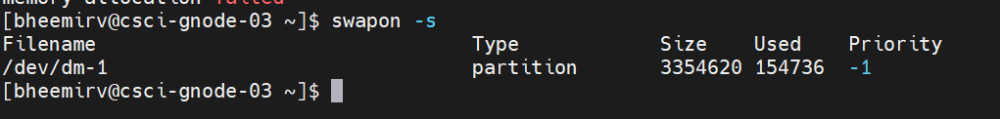 memory allocation failed
[bheemirv@csci-gnode-03 ~]$ swapon -s
Filename Type Size Used Priority
/dev/dm-1 partition 3354620 154736 -1
[bheemirv@csci-gnode-03 ~]$